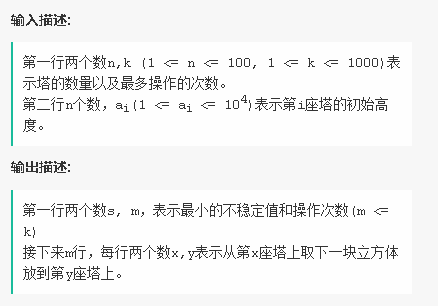 输入描述:
第一行两个数n,k (1 <= n <= 100, 1 <= k <= 1000)表
示塔的数量以及最多操作的次数。
第二行n个数，ai(1 <= ai <= 10^4)表示第i座塔的初始高
度。
输出描述:
第一行两个数s, m，表示最小的不稳定值和操作次数(m <=
k)
接下来m行，每行两个数x,y表示从第x座塔上取下一块立方体
放到第y座塔上。